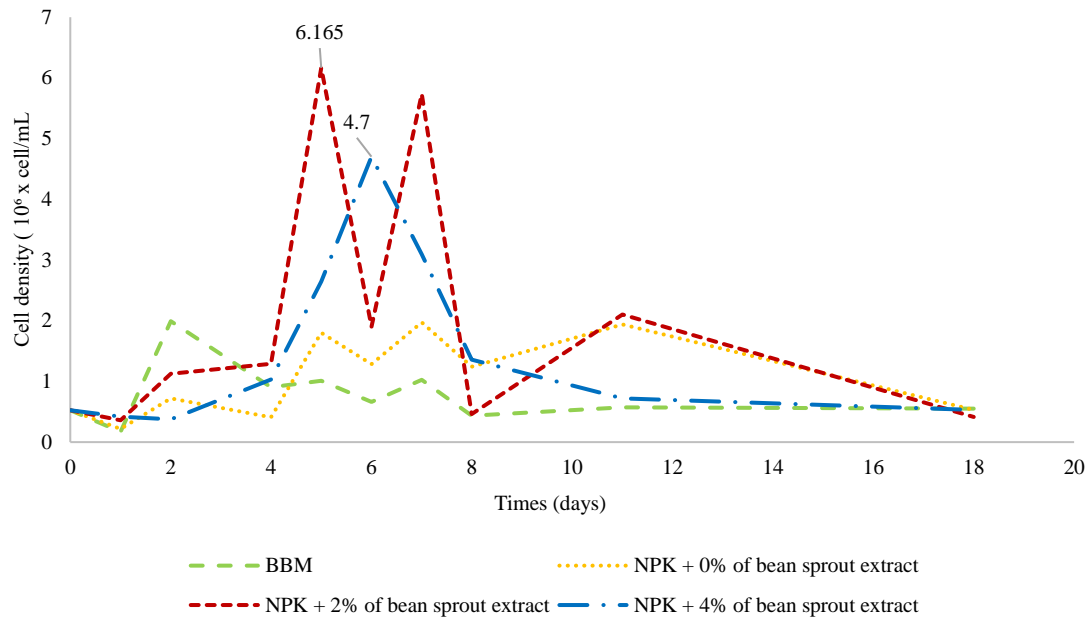 7
6.165
6
5
4.7
4
3
2
1
0
Cell density ( 10⁶ x cell/mL
0 2 4 6 8 10 12 14 16 18 20
Times (days)
BBM NPK + 0% of bean sprout extract
NPK + 2% of bean sprout extract NPK + 4% of bean sprout extract